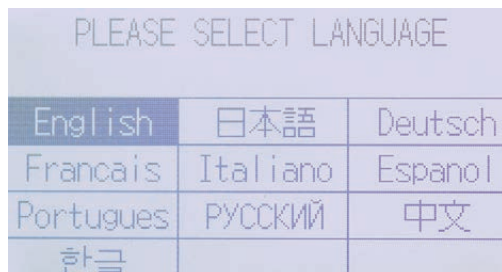 PLEASE SELECT LANGUAGE
English 日本語 Deutsch
Francais Italiano Espanol
Portugues РУССКИЙ 中文
한글